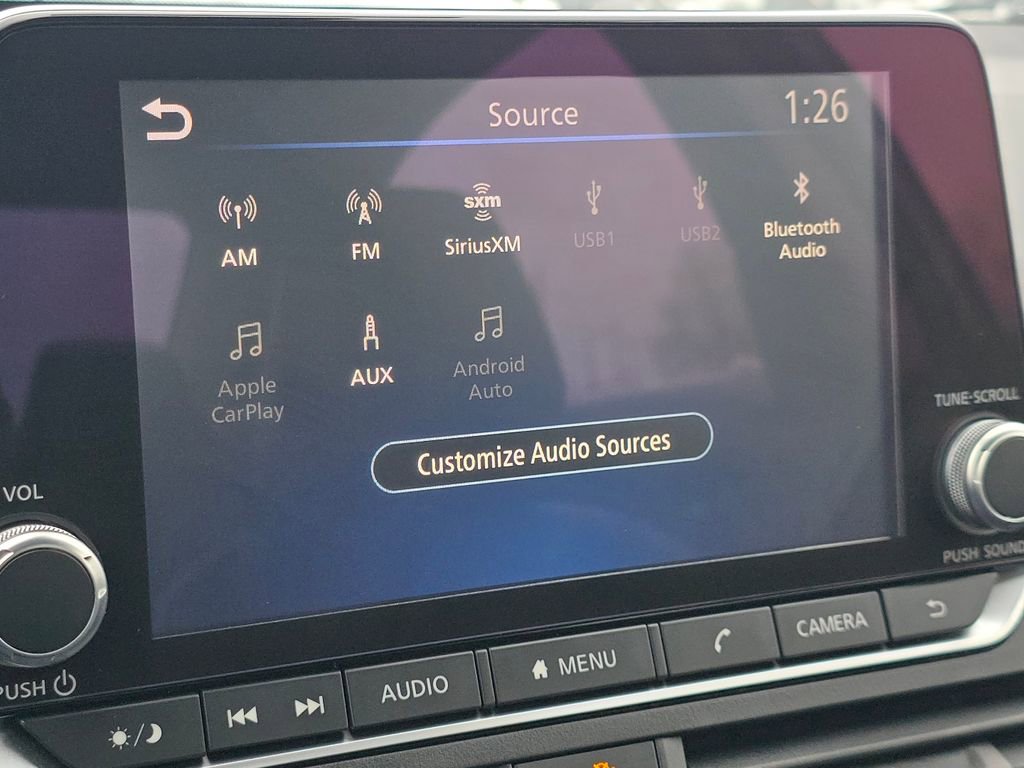 Source
1:26
AM
FM
sxm
SiriusXM
USB1
USB2
Bluetooth
Audio
Apple
CarPlay
AUX
Android
Auto
Customize Audio Sources
VOL
TUNE·SCROLL
PUSH
PUSH SOUND
AUDIO
MENU
CAMERA